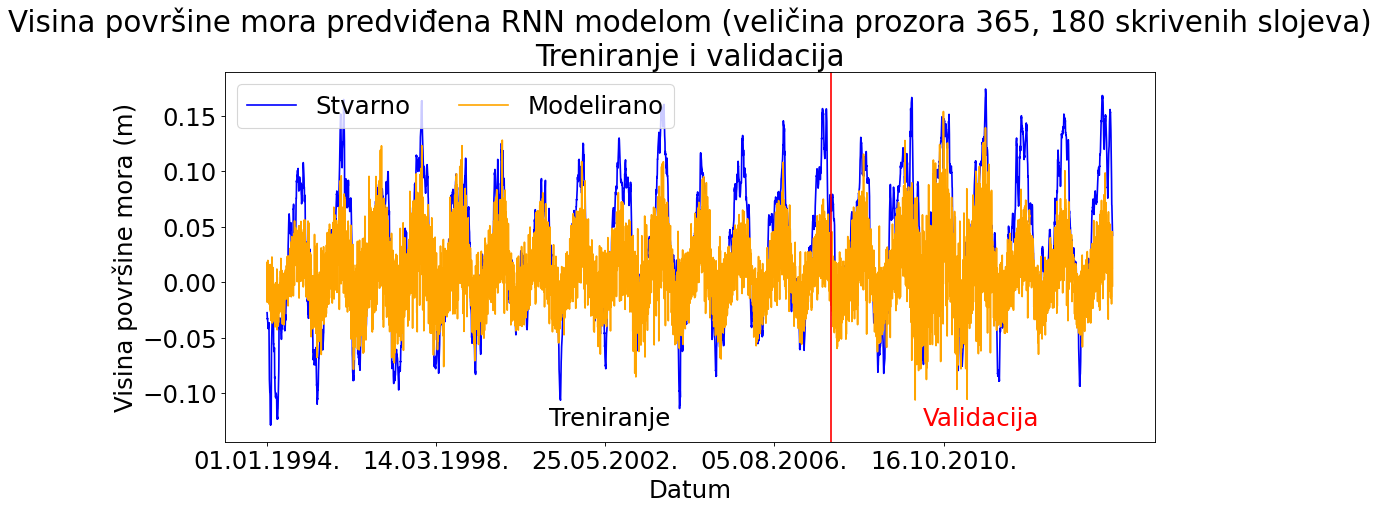 Visina površine mora predviđena RNN modelom (veličina prozora 365, 180 skrivenih slojeva)
Treniranje i validacija
Stvarno
Modelirano
Visina površine mora (m)
0.15
0.10
0.05
0.00
−0.05
−0.10
Treniranje
Validacija
01.01.1994.
14.03.1998.
25.05.2002.
05.08.2006.
16.10.2010.
Datum